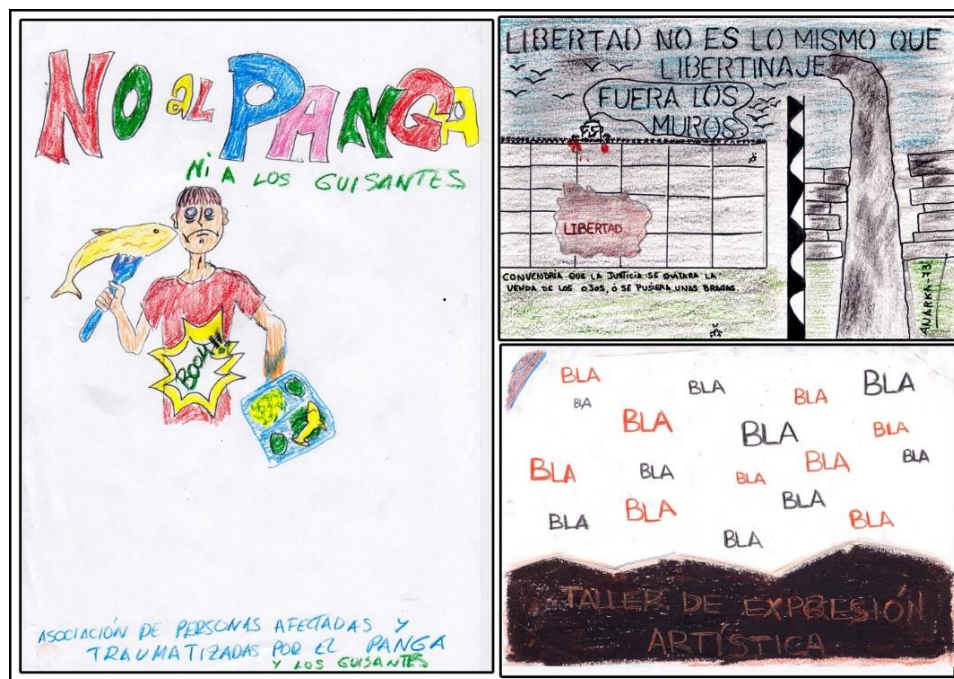 NO AL PANGA
NI A LOS GUISANTES
BOOM!!
ASOCIACIÓN DE PERSONAS AFECTADAS Y
TRAUMATIZADAS POR EL PANGA
Y LOS GUISANTES
LIBERTAD NO ES LO MISMO QUE
LIBERTINAJE
FUERA LOS
MUROS
LIBERTAD
CONVENDRÍA QUE LA JUSTICIA SE QUITARA LA
VENDA DE LOS OJOS, Ó SE PUSIERA UNAS BRAGAS.
ANARKA-73
BLA BLA BLA BLA
BLA
BLA BLA BLA
BLA BLA BLA BLA
BLA
BLA
BLA BLA BLA
BLA
TALLER DE EXPRESIÓN
ARTÍSTICA